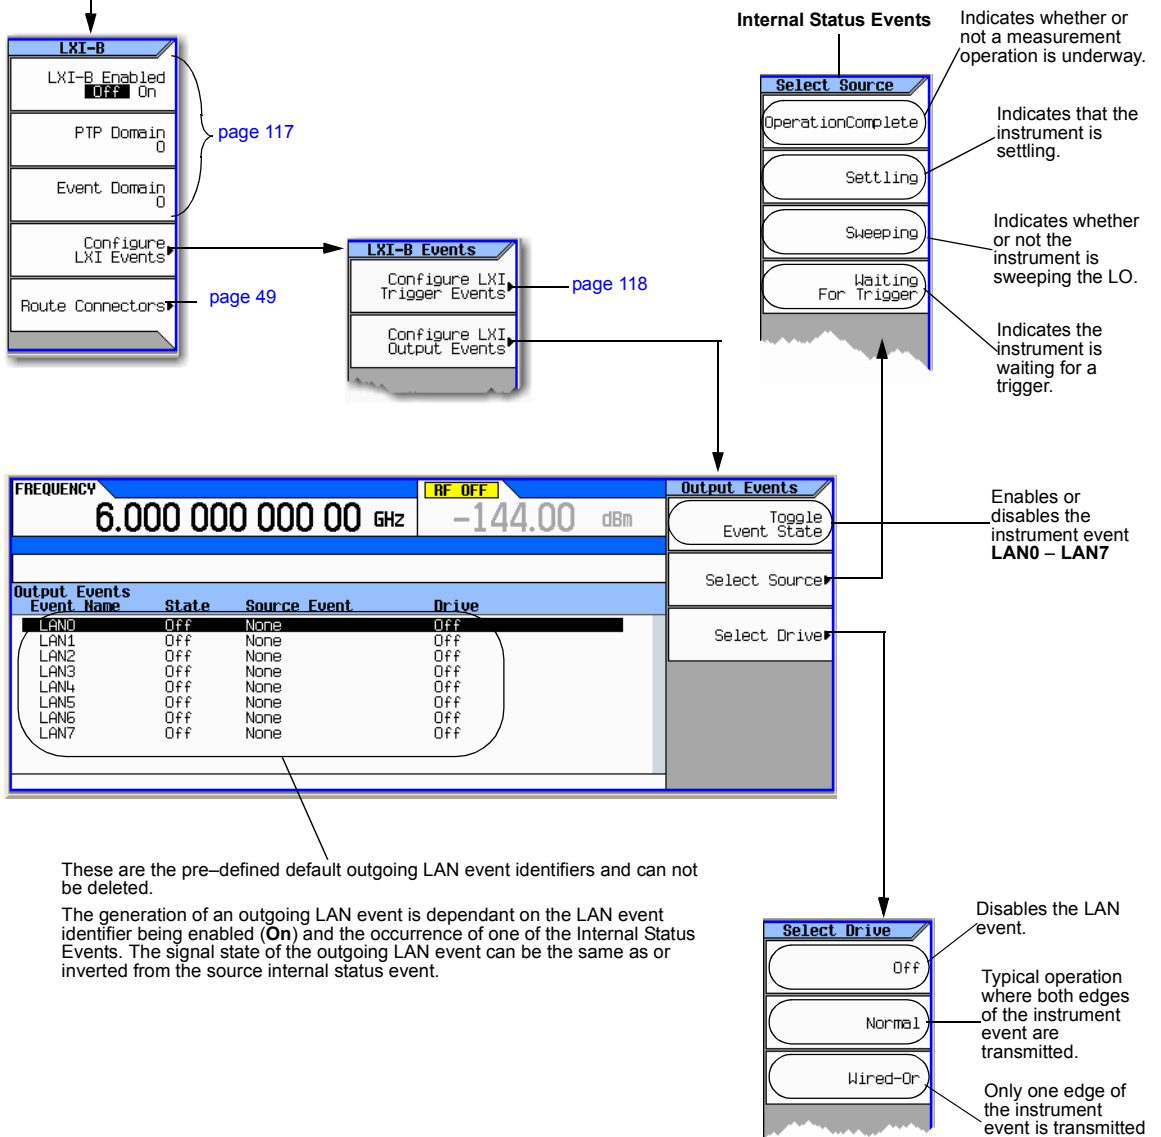 LXI-B
LXI-B Enabled
Off On
PTP Domain
0
Event Domain
0
Configure
LXI Events
Route Connectors
page 117
page 49
LXI-B Events
Configure LXI
Trigger Events
Configure LXI
Output Events
page 118
Internal Status Events
Select Source
OperationComplete
Settling
Sweeping
Waiting
For Trigger
Indicates whether or
not a measurement
operation is underway.
Indicates that the
instrument is
settling.
Indicates whether
or not the
instrument is
sweeping the LO.
Indicates the
instrument is
waiting for a
trigger.
FREQUENCY
6.000 000 000 00 GHz
RF OFF
-144.00 dBm
Output Events
Event Name State Source Event Drive
LAN0 Off None Off
LAN1 Off None Off
LAN2 Off None Off
LAN3 Off None Off
LAN4 Off None Off
LAN5 Off None Off
LAN6 Off None Off
LAN7 Off None Off
Output Events
Toggle
Event State
Select Source
Select Drive
Enables or
disables the
instrument event
LAN0 – LAN7
These are the pre–defined default outgoing LAN event identifiers and can not
be deleted.
The generation of an outgoing LAN event is dependant on the LAN event
identifier being enabled (On) and the occurrence of one of the Internal Status
Events. The signal state of the outgoing LAN event can be the same as or
inverted from the source internal status event.
Select Drive
Off
Normal
Wired-Or
Disables the LAN
event.
Typical operation
where both edges
of the instrument
event are
transmitted.
Only one edge of
the instrument
event is transmitted